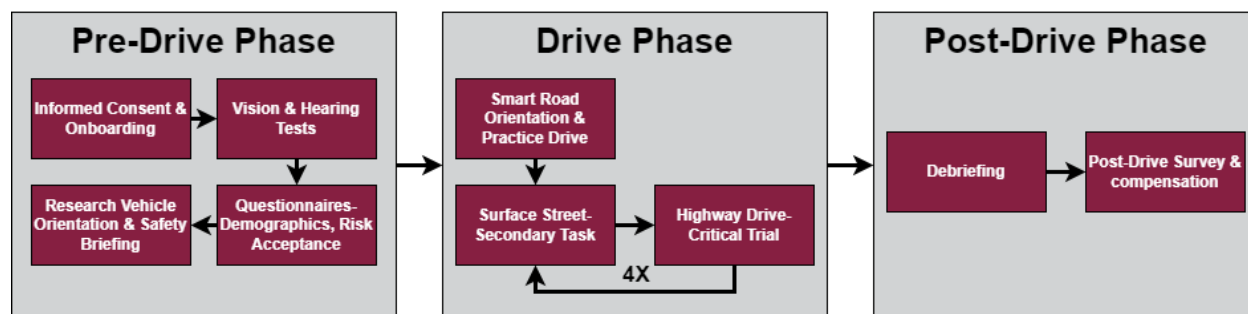 Pre-Drive Phase
Informed Consent &
Onboarding
Vision & Hearing
Tests
Research Vehicle
Orientation & Safety
Briefing
Questionnaires-
Demographics, Risk
Acceptance
Drive Phase
Smart Road
Orientation &
Practice Drive
Surface Street-
Secondary Task
Highway Drive-
Critical Trial
4X
Post-Drive Phase
Debriefing
Post-Drive Survey &
compensation